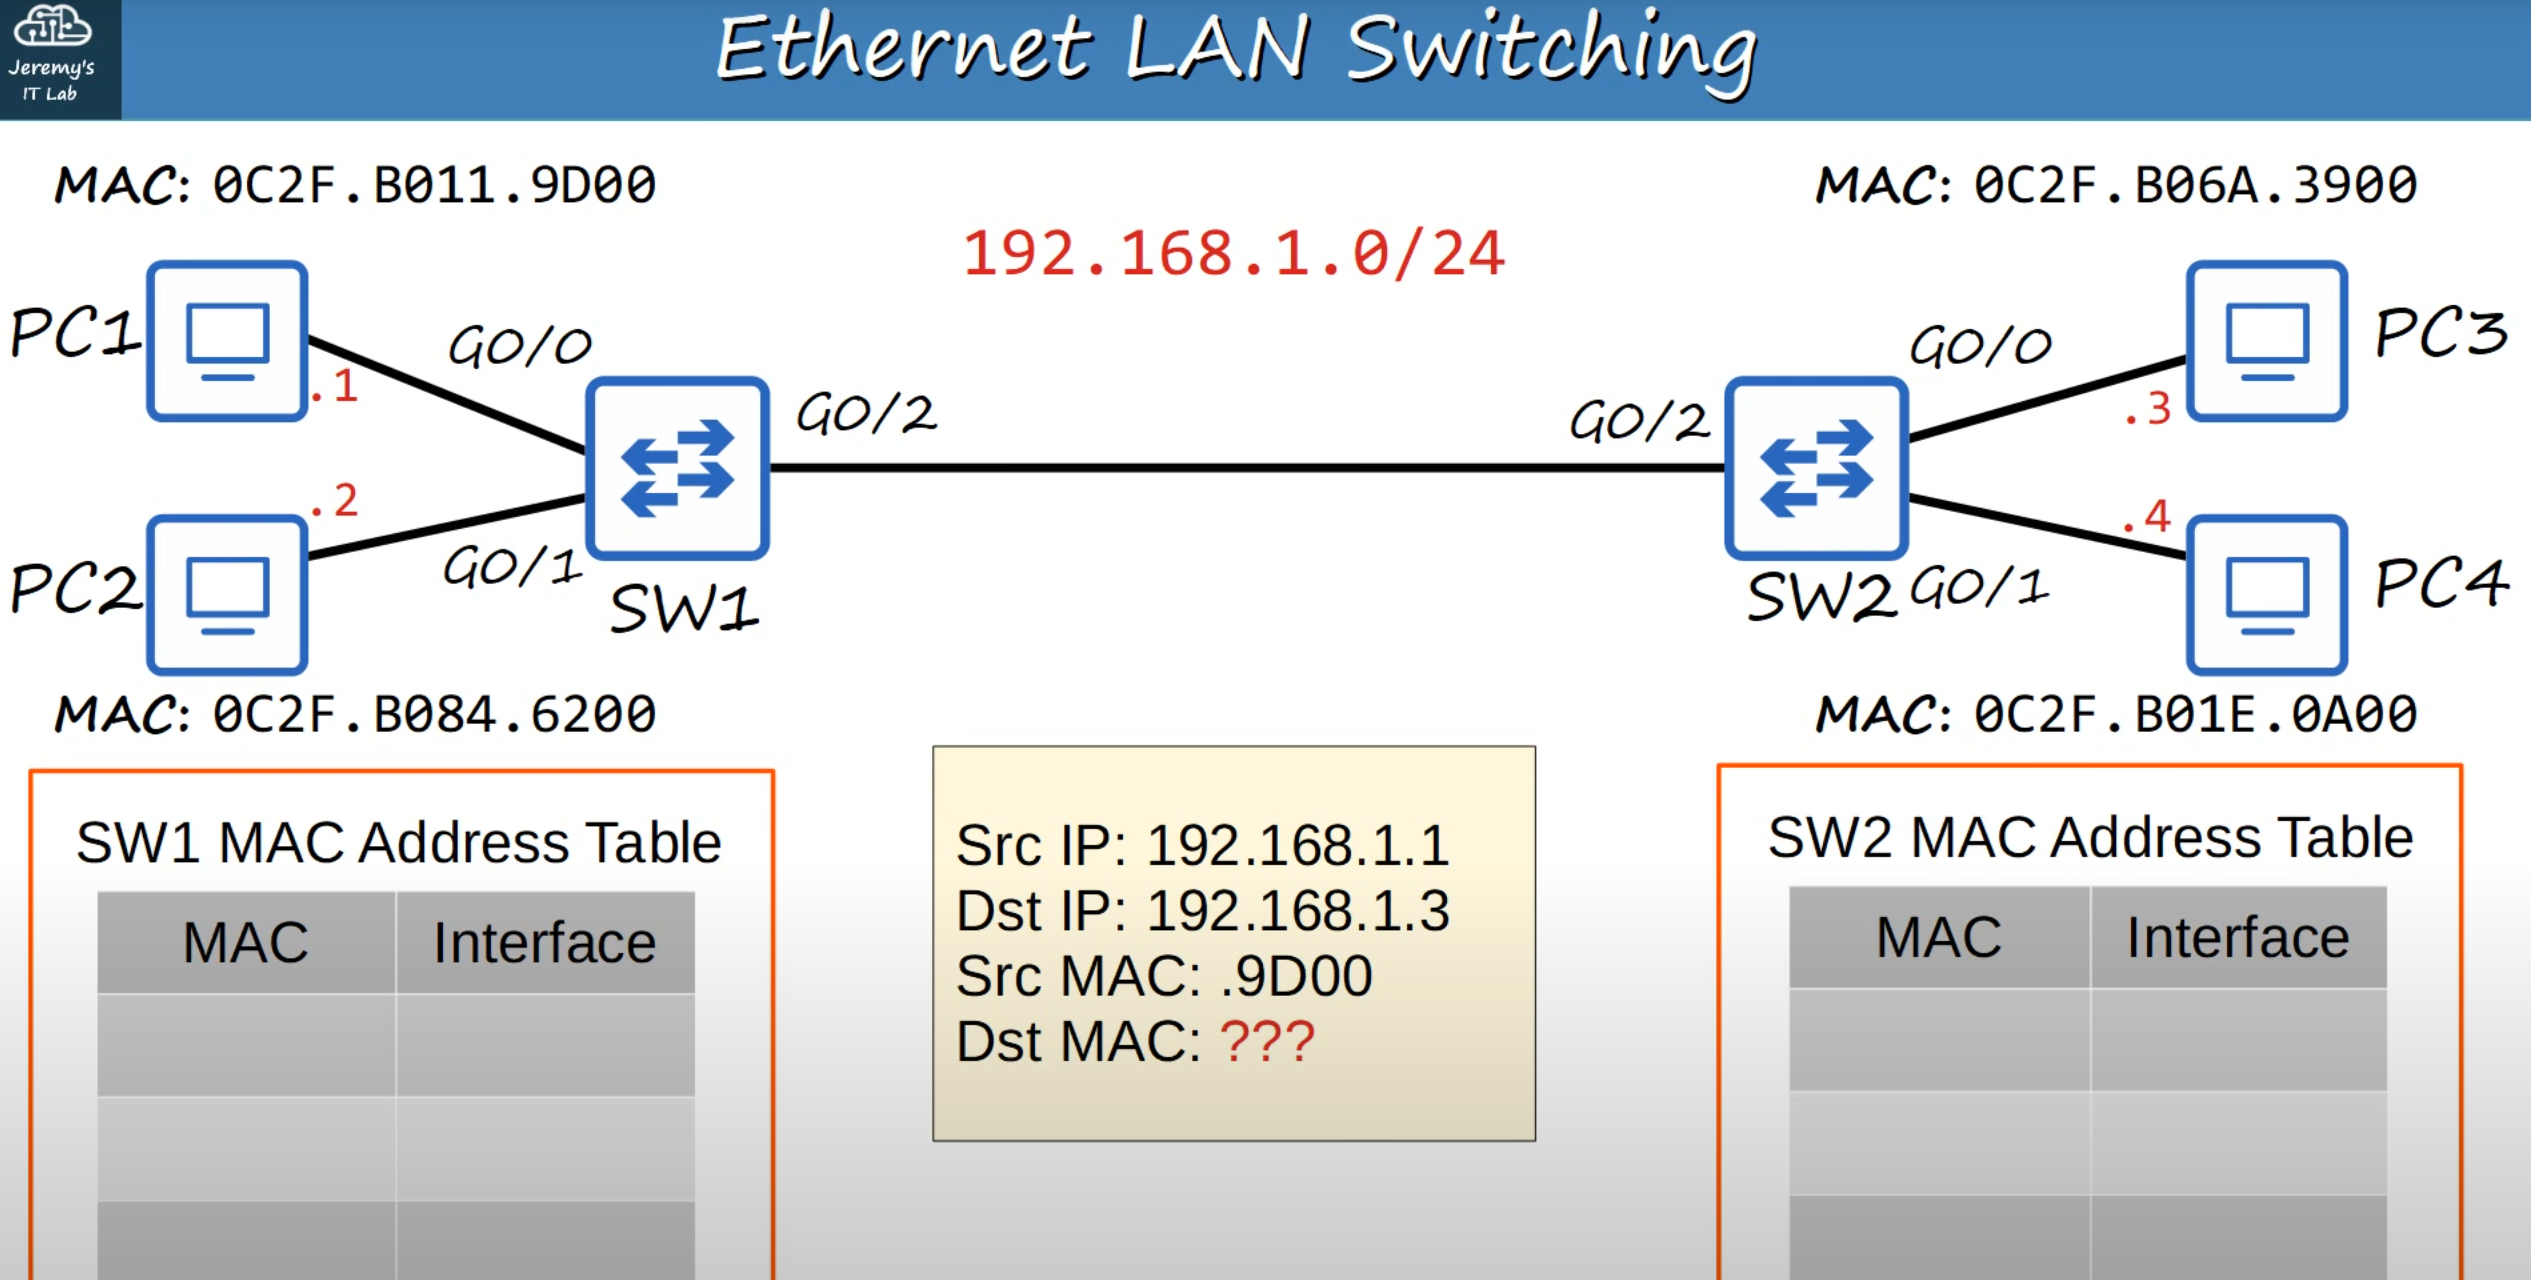 Jeremy's
IT Lab
Ethernet LAN Switching
MAC: 0C2F.B011.9D00
MAC: 0C2F.B06A.3900
192.168.1.0/24
PC1
.1
G0/0
G0/2
G0/2
G0/0
.3
PC3
PC2
.2
G0/1
SW1
SW2
G0/1
.4
PC4
MAC: 0C2F.B084.6200
MAC: 0C2F.B01E.0A00
SW1 MAC Address Table
MAC Interface
Src IP: 192.168.1.1
Dst IP: 192.168.1.3
Src MAC: .9D00
Dst MAC: ???
SW2 MAC Address Table
MAC Interface